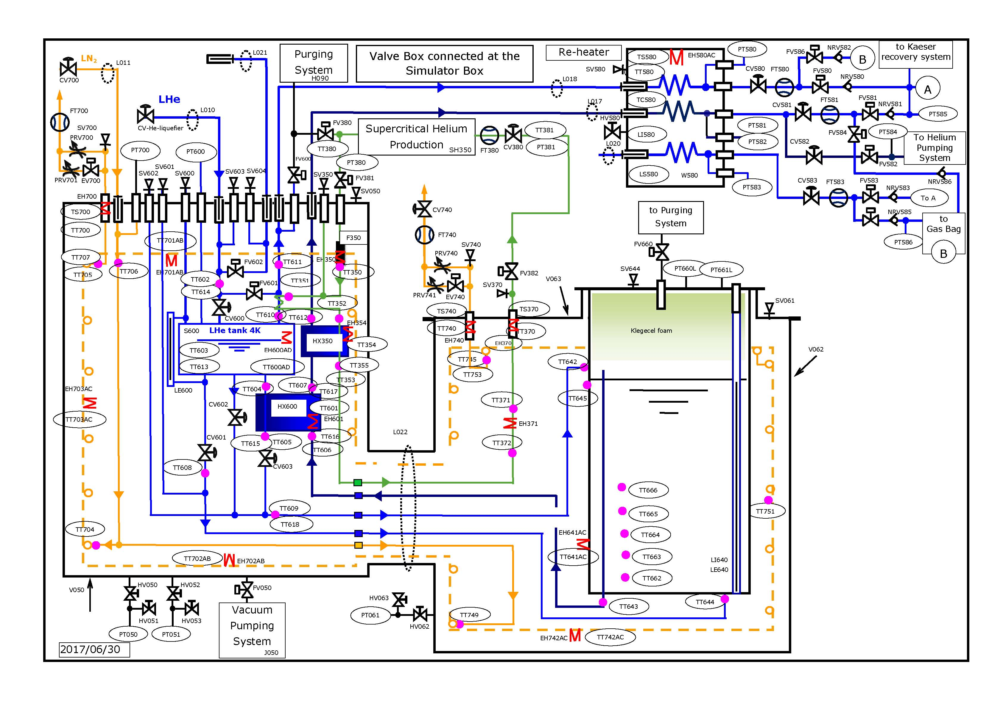 LN2
L011
CV700
L021
Purging
System
H090
Valve Box connected at the
Simulator Box
Re-heater
TS580
EH580AC
PT580
SV580
TT580
CV580
FT580
FV586
NRV582
B
FV580
NRV580
to Kaeser
recovery system
A
L018
LHe
L010
CV-He-liquefier
FT700
SV700
PRV700
PRV701
EV700
PT700
PT600
SV601
SV602
SV600
SV603
SV604
FV600
FV380
TT380
PT380
FV381
SV350
SV050
Supercritical Helium
Production
SH350
FT380
CV380
TT381
PT381
L017
TC580
HV580
LI580
L020
LS580
W580
PT581
PT582
PT583
CV581
FT581
FV581
NRV581
PT585
FV584
PT584
CV582
FV582
To Helium
Pumping
System
NRV586
CV583
FT583
FV583
NRV583
To A
NRV585
PT586
to
Gas Bag
B
EH700
TS700
TT700
TT707
TT705
TT706
TT701AB
EH701AB
FV602
TT602
TT614
FV601
CV600
TT611
TT351
EH350
F350
TT350
TT352
TT610
TT612
EH354
S600
LHe tank 4K
EH600AD
TT603
TT613
TT600AD
HX350
TT354
TT355
TT353
LE600
TT604
TT607
TT617
HX600
TT601
EH601
CV602
CV601
TT615
TT605
TT616
TT606
CV603
TT608
EH703AC
TT703AC
TT609
TT618
TT704
TT702AB
EH702AB
L022
CV740
FT740
SV740
PRV740
PRV741
EV740
TS740
TT740
EH740
TT745
TT753
FV382
SV370
TS370
TT370
EH370
TT371
EH371
TT372
V063
to Purging
System
FV660
SV644
PT660L
PT661L
SV061
Klegecel foam
V062
TT642
TT645
TT666
TT665
TT664
TT663
TT662
TT751
EH641AC
TT641AC
LI640
LE640
TT643
TT644
TT749
EH742AC
TT742AC
HV063
PT061
HV062
V050
HV050
HV052
HV051
HV053
PT050
PT051
FV050
Vacuum
Pumping
System
J050
2017/06/30